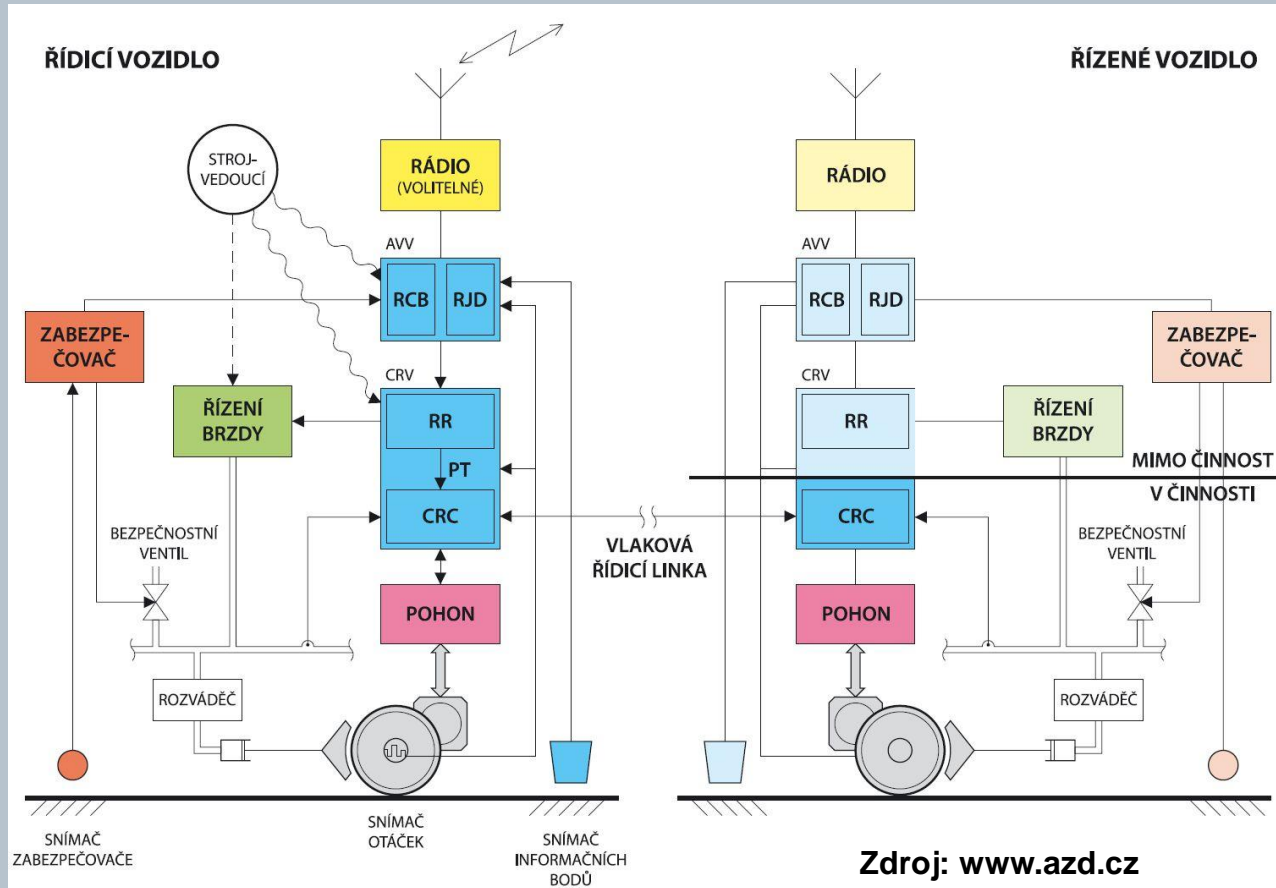 ŘÍDICÍ VOZIDLO
ŘÍZENÉ VOZIDLO
STROJ-
VEDOUCÍ
RÁDIO
(VOLITELNÉ)
RÁDIO
AVV
RCB
RJD
AVV
RCB
RJD
ZABEZPE-
ČOVAČ
ZABEZPE-
ČOVAČ
CRV
RR
CRV
RR
ŘÍZENÍ
BRZDY
ŘÍZENÍ
BRZDY
MIMO ČINNOST
V ČINNOSTI
PT
CRC
CRC
BEZPEČNOSTNÍ
VENTIL
VLAKOVÁ
ŘÍDICÍ LINKA
BEZPEČNOSTNÍ
VENTIL
POHON
POHON
ROZVÁDĚČ
ROZVÁDĚČ
SNÍMAČ
ZABEZPEČOVAČE
SNÍMAČ
OTÁČEK
SNÍMAČ
INFORMAČNÍCH
BODŮ
Zdroj: www.azd.cz